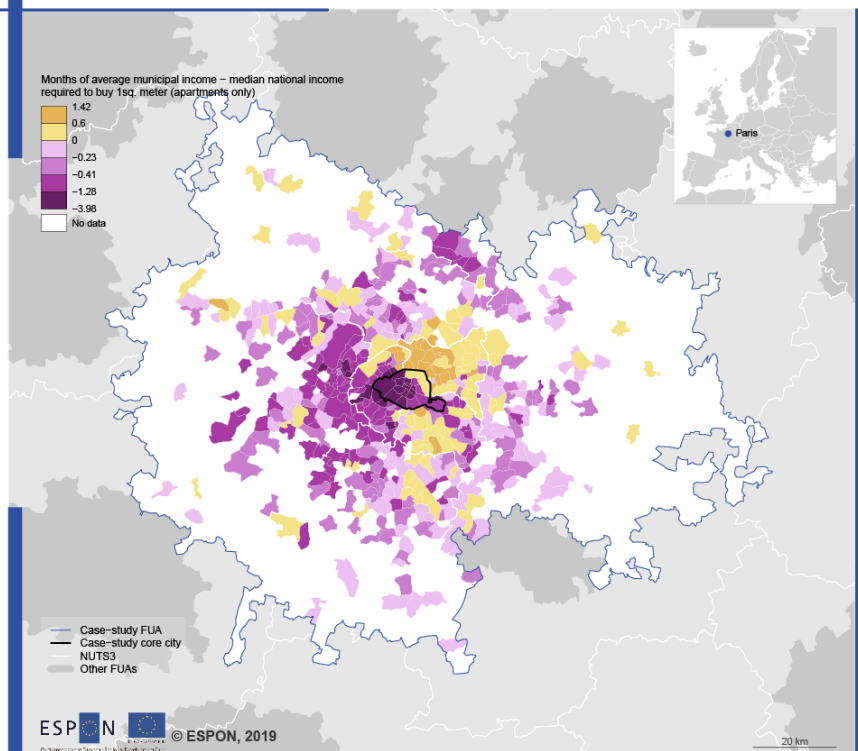 Months of average municipal income − median national income
required to buy 1sq. meter (apartments only)
1.42
0.6
0
−0.23
−0.41
−1.28
−3.98
No data
Paris
Case−study FUA
Case−study core city
NUTS3
Other FUAs
ESPON
© ESPON, 2019
20 km